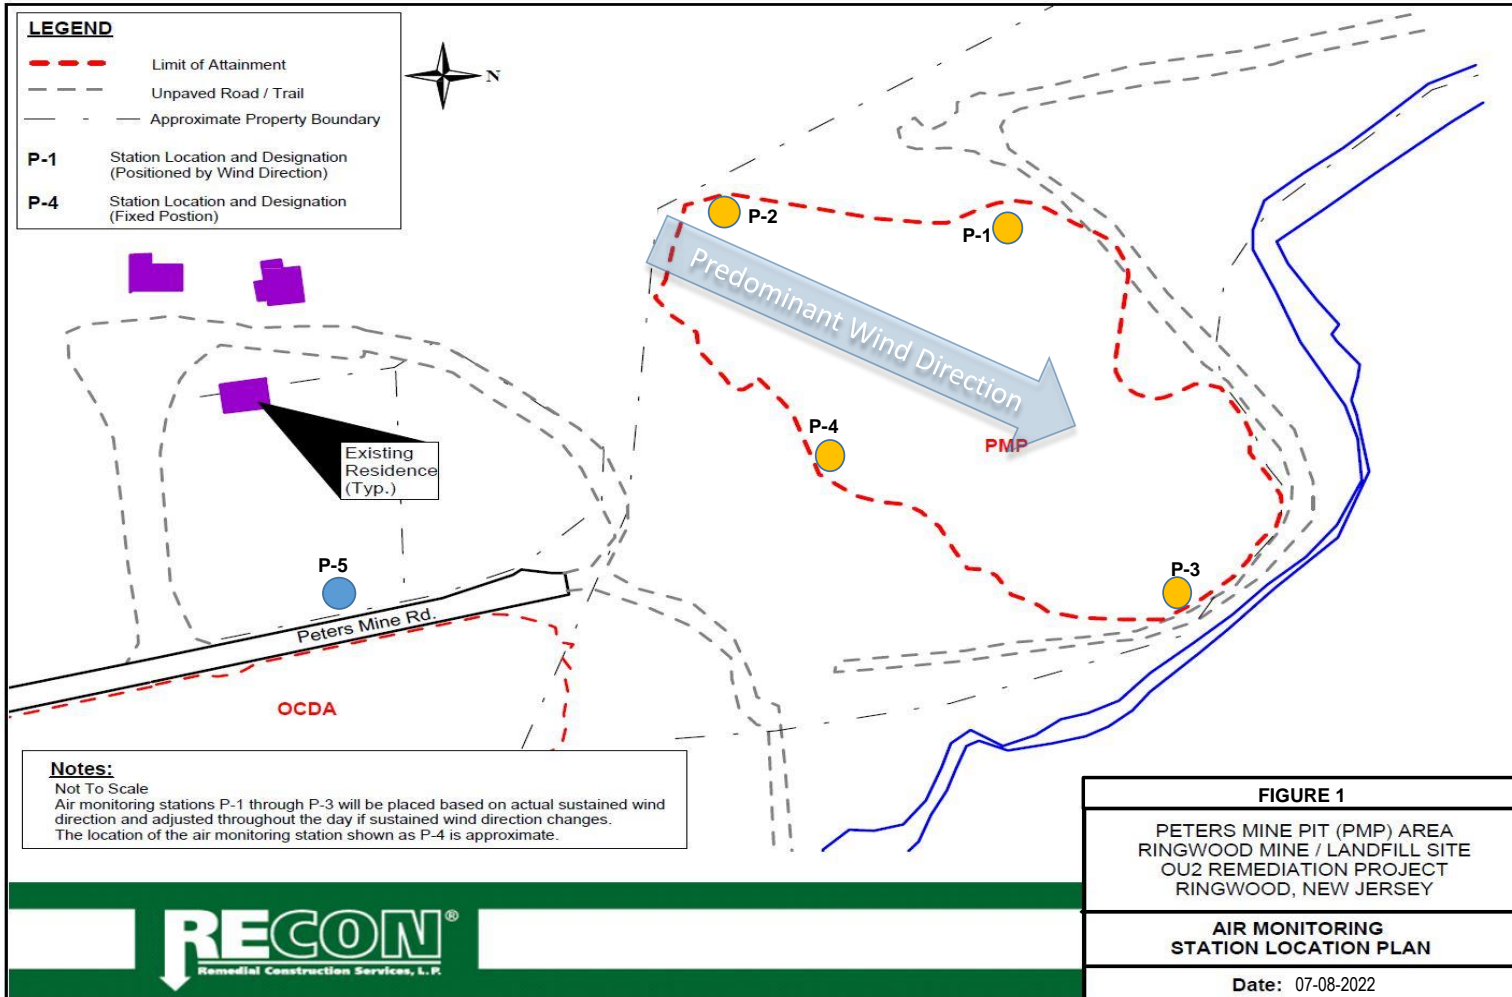 LEGEND
Limit of Attainment
Unpaved Road / Trail
Approximate Property Boundary
P-1 Station Location and Designation
(Positioned by Wind Direction)
P-4 Station Location and Designation
(Fixed Postion)
N
P-2
P-1
Predominant Wind Direction
P-4
PMP
Existing
Residence
(Typ.)
P-5
P-3
Peters Mine Rd.
OCDA
Notes:
Not To Scale
Air monitoring stations P-1 through P-3 will be placed based on actual sustained wind
direction and adjusted throughout the day if sustained wind direction changes.
The location of the air monitoring station shown as P-4 is approximate.
FIGURE 1
PETERS MINE PIT (PMP) AREA
RINGWOOD MINE / LANDFILL SITE
OU2 REMEDIATION PROJECT
RINGWOOD, NEW JERSEY
AIR MONITORING
STATION LOCATION PLAN
Date: 07-08-2022
RECON®
Remedial Construction Services, L.P.